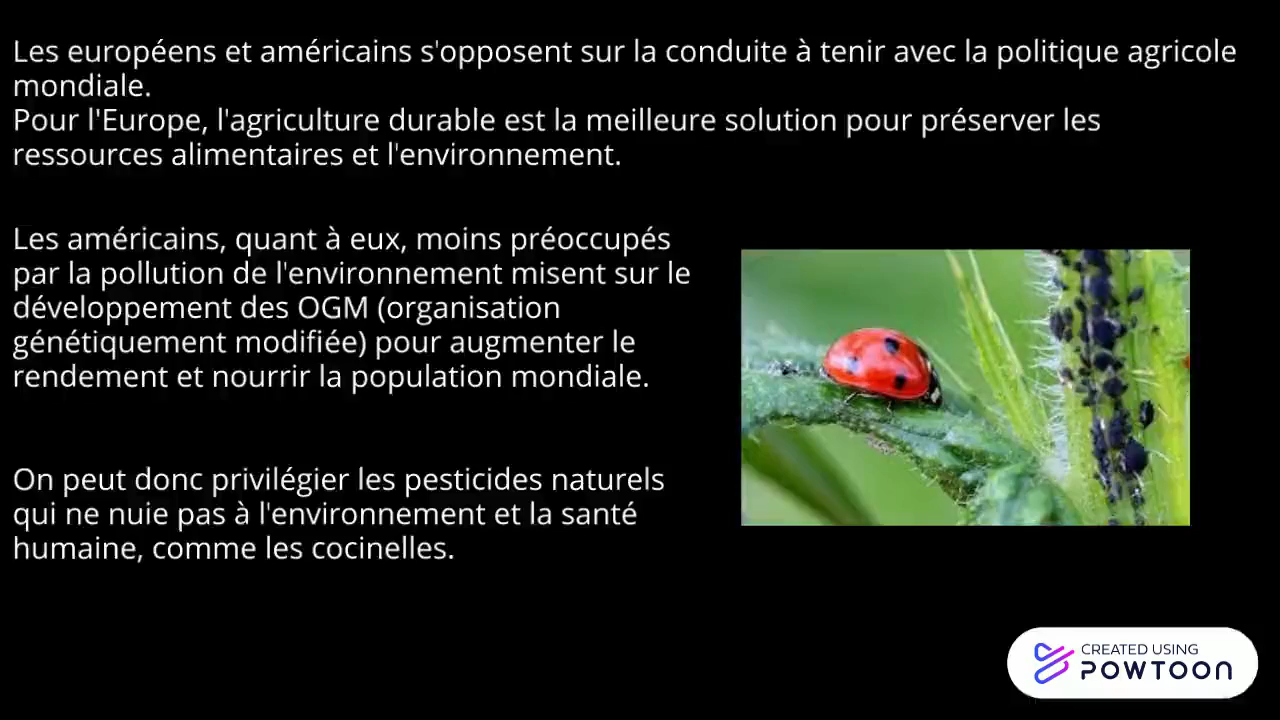 Les européens et américains s'opposent sur la conduite à tenir avec la politique agricole
mondiale.
Pour l'Europe, l'agriculture durable est la meilleure solution pour préserver les
ressources alimentaires et l'environnement.
Les américains, quant à eux, moins préoccupés
par la pollution de l'environnement misent sur le
développement des OGM (organisation
génétiquement modifiée) pour augmenter le
rendement et nourrir la population mondiale.
On peut donc privilégier les pesticides naturels
qui ne nuie pas à l'environnement et la santé
humaine, comme les cocinelles.
CREATED USING
POWTOON